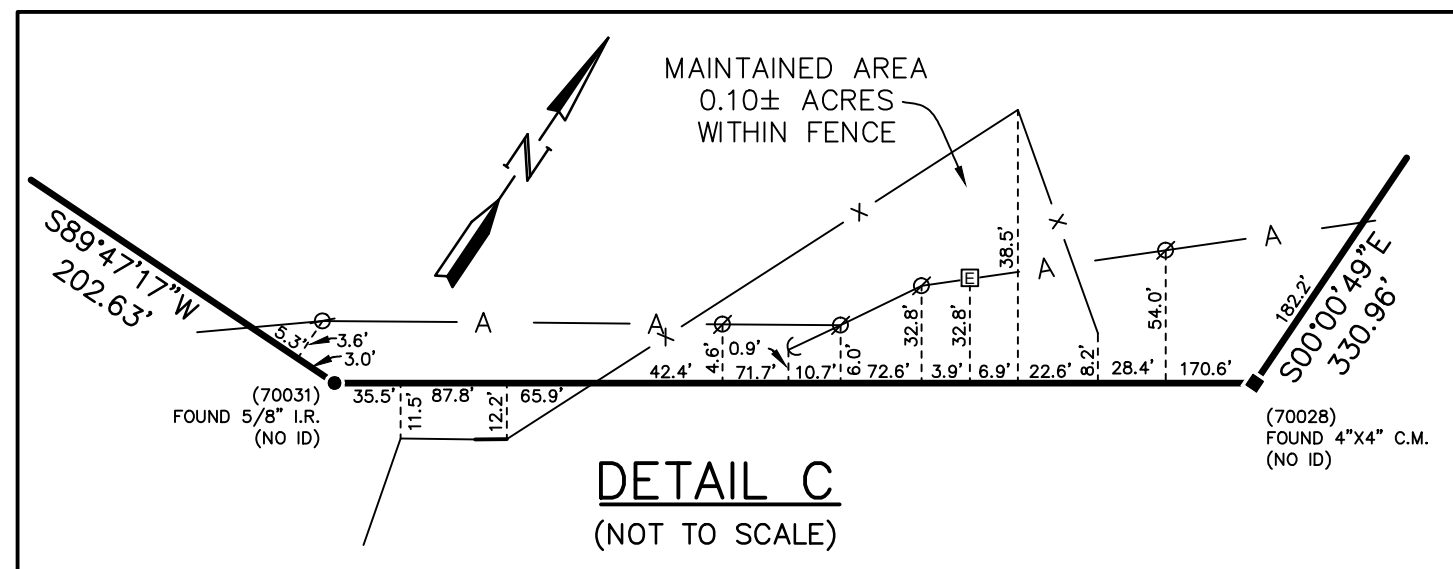 MAINTAINED AREA
0.10± ACRES
WITHIN FENCE
N
X
X
X
38.5'
A
A
A
A
E
S89°47'17"W
202.63'
S00°00'49"E
330.96'
182.2'
54.0'
32.8'
32.8'
5.3'
3.6'
3.0'
4.6'
0.9'
6.0'
8.2'
42.4'
71.7'
10.7'
72.6'
3.9'
6.9'
22.6'
28.4'
170.6'
35.5'
87.8'
65.9'
11.5'
12.2'
(70031)
FOUND 5/8" I.R.
(NO ID)
(70028)
FOUND 4"X4" C.M.
(NO ID)
DETAIL C
(NOT TO SCALE)